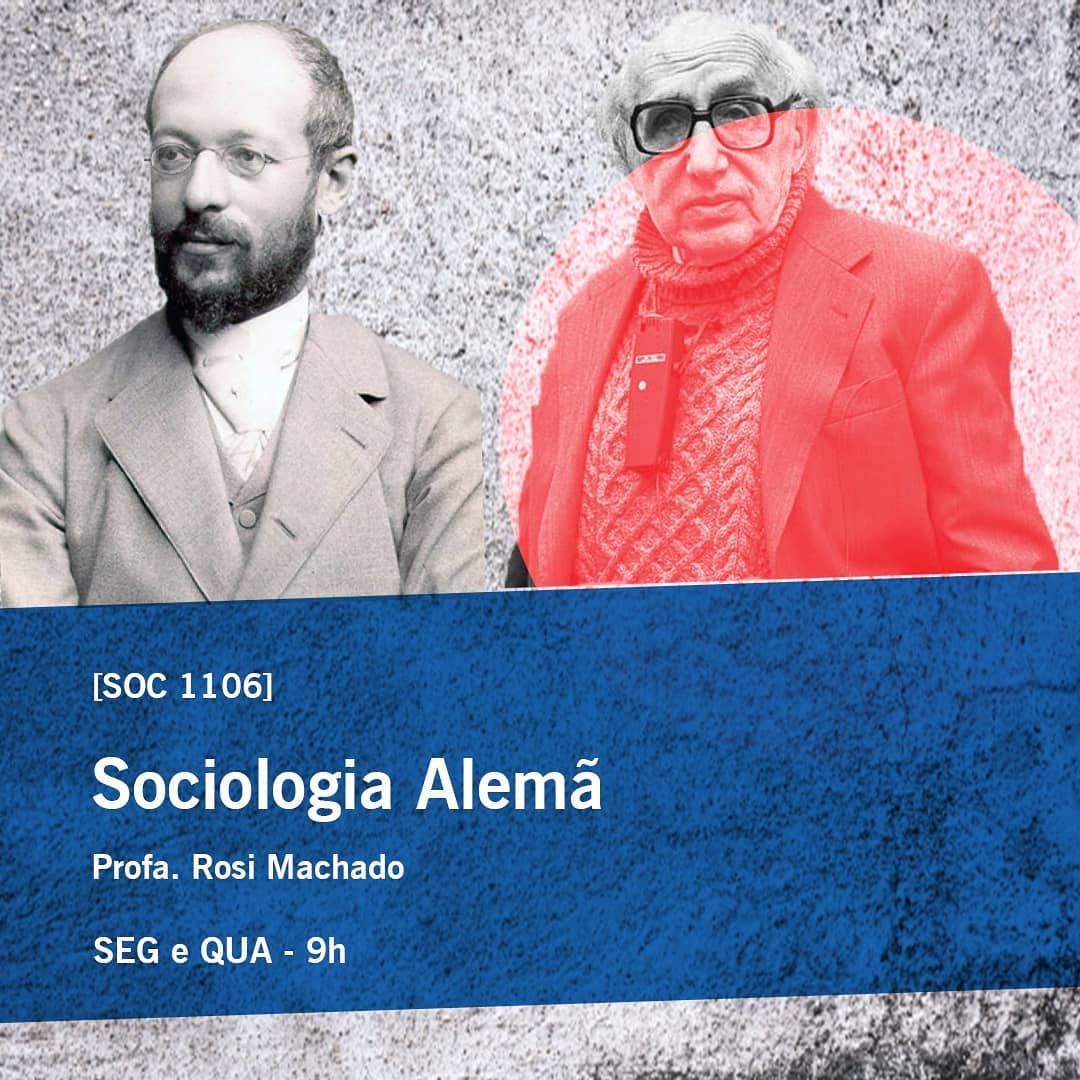 [SOC 1106]
Sociologia Alemã
Profa. Rosi Machado
SEG e QUA - 9h